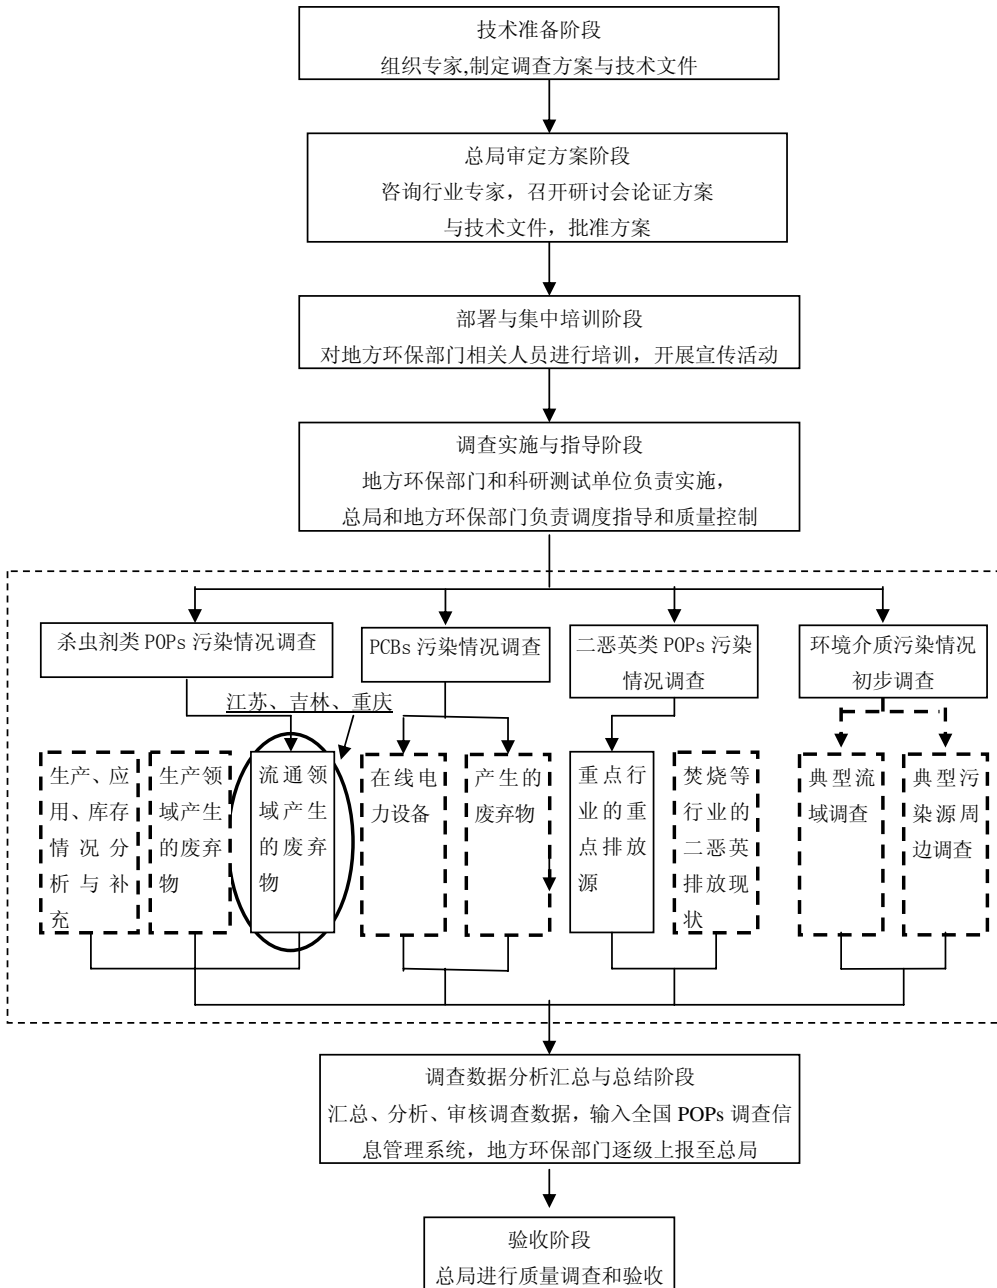 技术准备阶段
组织专家,制定调查方案与技术文件
总局审定方案阶段
咨询行业专家，召开研讨会论证方案
与技术文件，批准方案
部署与集中培训阶段
对地方环保部门相关人员进行培训，开展宣传活动
调查实施与指导阶段
地方环保部门和科研测试单位负责实施，
总局和地方环保部门负责调度指导和质量控制
杀虫剂类 POPs 污染情况调查
PCBs 污染情况调查
二恶英类 POPs 污染
情况调查
环境介质污染情况
初步调查
江苏、吉林、重庆
生产、应
用、库存
情况分
析与补
充
生产领
域产生
的废弃
物
流通领
域产生
的废弃
物
在线电
力设备
产生的
废弃物
重点行
业的重
点排放
源
焚烧等
行业的
二恶英
排放现
状
典型流
域调查
典型污
染源周
边调查
调查数据分析汇总与总结阶段
汇总、分析、审核调查数据，输入全国 POPs 调查信
息管理系统，地方环保部门逐级上报至总局
验收阶段
总局进行质量调查和验收